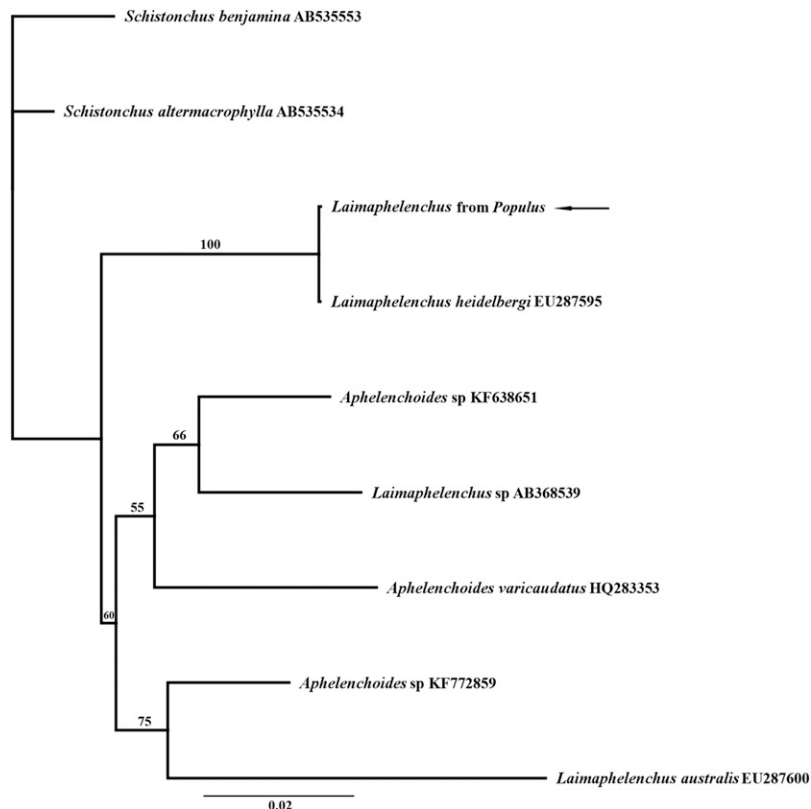 Schistonchus benjamina AB535553
Schistonchus altermacrophylla AB535534
Laimaphelenchus from Populus
100
Laimaphelenchus heidelbergi EU287595
Aphelenchoides sp KF638651
66
Laimaphelenchus sp AB368539
55
Aphelenchoides varicaudatus HQ283353
60
Aphelenchoides sp KF772859
75
Laimaphelenchus australis EU287600
0.02